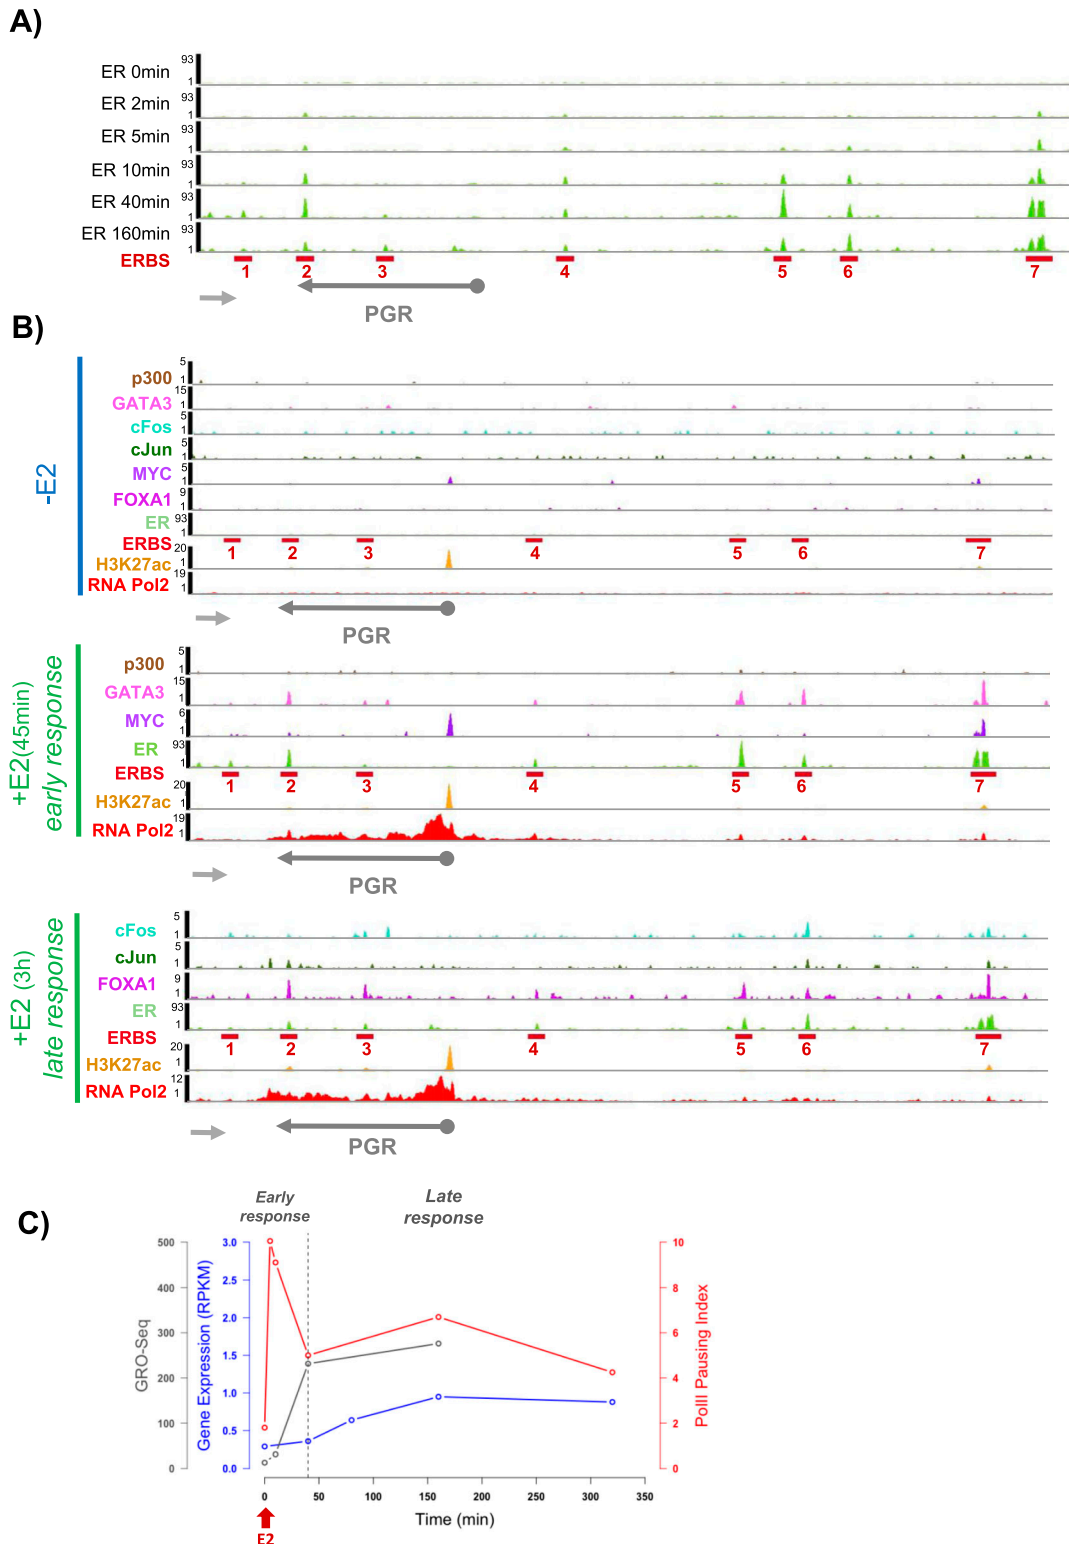 A)
ER 0min 93 1
ER 2min 93 1
ER 5min 93 1
ER 10min 93 1
ER 40min 93 1
ER 160min 93 1
ERBS 1 2 3 4 5 6 7
PGR
B)
-E2
p300 5 1
GATA3 15 1
cFos 5 1
cJun 5 1
MYC 5 1
FOXA1 9 1
ER 93 1
ERBS 1 2 3 4 5 6 7
H3K27ac 20 1
RNA Pol2 19 1
PGR
+E2(45min)
early response
p300 5 1
GATA3 15 1
MYC 6 1
ER 93 1
ERBS 1 2 3 4 5 6 7
H3K27ac 20 1
RNA Pol2 19 1
PGR
+E2 (3h)
late response
cFos 5 1
cJun 5 1
FOXA1 9 1
ER 93 1
ERBS 1 2 3 4 5 6 7
H3K27ac 20 1
RNA Pol2 12 1
PGR
C)
Early
response
Late
response
GRO-Seq
500
400
300
200
100
0
Gene Expression (RPKM)
3.0
2.5
2.0
1.5
1.0
0.5
0.0
10
8
6
4
2
0
PolII Pausing Index
0 50 100 150 200 250 300 350
Time (min)
E2